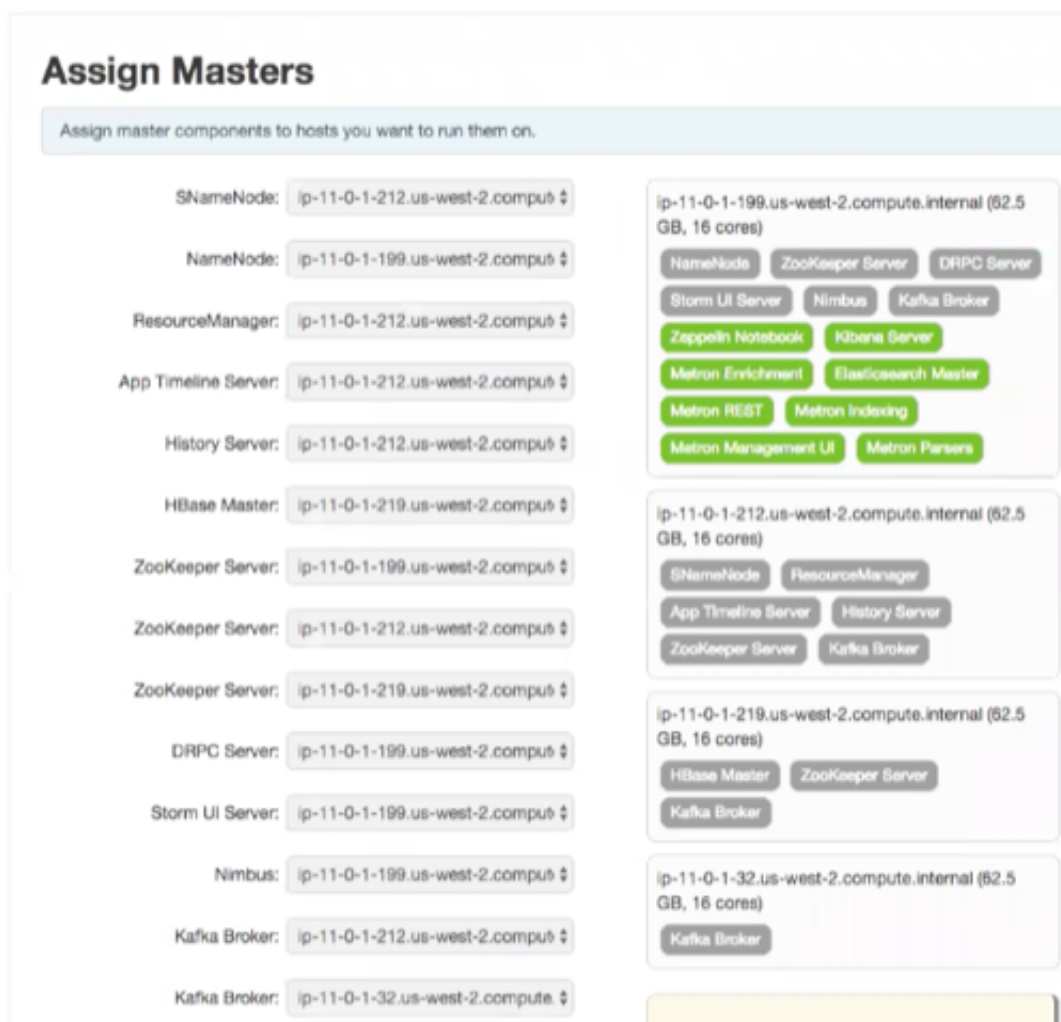 Assign Masters
Assign master components to hosts you want to run them on.
SNameNode: ip-11-0-1-212.us-west-2.comput
NameNode: ip-11-0-1-199.us-west-2.comput
ResourceManager: ip-11-0-1-212.us-west-2.comput
App Timeline Server: ip-11-0-1-212.us-west-2.comput
History Server: ip-11-0-1-212.us-west-2.comput
HBase Master: ip-11-0-1-219.us-west-2.comput
ZooKeeper Server: ip-11-0-1-199.us-west-2.comput
ZooKeeper Server: ip-11-0-1-212.us-west-2.comput
ZooKeeper Server: ip-11-0-1-219.us-west-2.comput
DRPC Server: ip-11-0-1-199.us-west-2.comput
Storm UI Server: ip-11-0-1-199.us-west-2.comput
Nimbus: ip-11-0-1-199.us-west-2.comput
Kafka Broker: ip-11-0-1-212.us-west-2.comput
Kafka Broker: ip-11-0-1-32.us-west-2.compute.
ip-11-0-1-199.us-west-2.compute.internal (62.5
GB, 16 cores)
NameNode ZooKeeper Server DRPC Server
Storm UI Server Nimbus Kafka Broker
Zeppelin Notebook Kibana Server
Metron Enrichment Elasticsearch Master
Metron REST Metron Indexing
Metron Management UI Metron Parsers
ip-11-0-1-212.us-west-2.compute.internal (62.5
GB, 16 cores)
SNameNode ResourceManager
App Timeline Server History Server
ZooKeeper Server Kafka Broker
ip-11-0-1-219.us-west-2.compute.internal (62.5
GB, 16 cores)
HBase Master ZooKeeper Server
Kafka Broker
ip-11-0-1-32.us-west-2.compute.internal (62.5
GB, 16 cores)
Kafka Broker